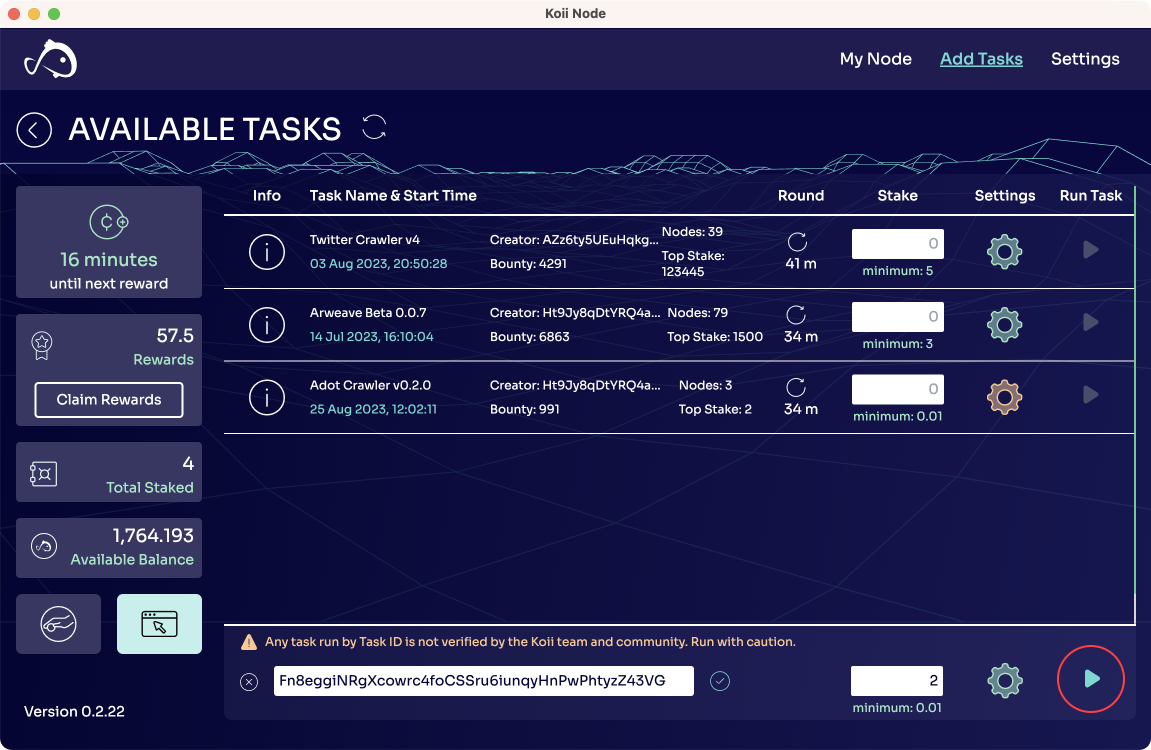 Koii Node
My Node Add Tasks Settings
AVAILABLE TASKS
16 minutes
until next reward
57.5
Rewards
Claim Rewards
4
Total Staked
1,764.193
Available Balance
Version 0.2.22
Info Task Name & Start Time Round Stake Settings Run Task
Twitter Crawler v4
03 Aug 2023, 20:50:28
Creator: AZz6ty5UEuHqkg...
Bounty: 4291
Nodes: 39
Top Stake:
123445
41 m
0
minimum: 5
Arweave Beta 0.0.7
14 Jul 2023, 16:10:04
Creator: Ht9Jy8qDtYRQ4a...
Bounty: 6863
Nodes: 79
Top Stake: 1500
34 m
0
minimum: 3
Adot Crawler v0.2.0
25 Aug 2023, 12:02:11
Creator: Ht9Jy8qDtYRQ4a...
Bounty: 991
Nodes: 3
Top Stake: 2
34 m
0
minimum: 0.01
Any task run by Task ID is not verified by the Koii team and community. Run with caution.
Fn8eggiNRgXcowrc4foCSSru6iunqyHnPwPhtyzZ43VG
2
minimum: 0.01